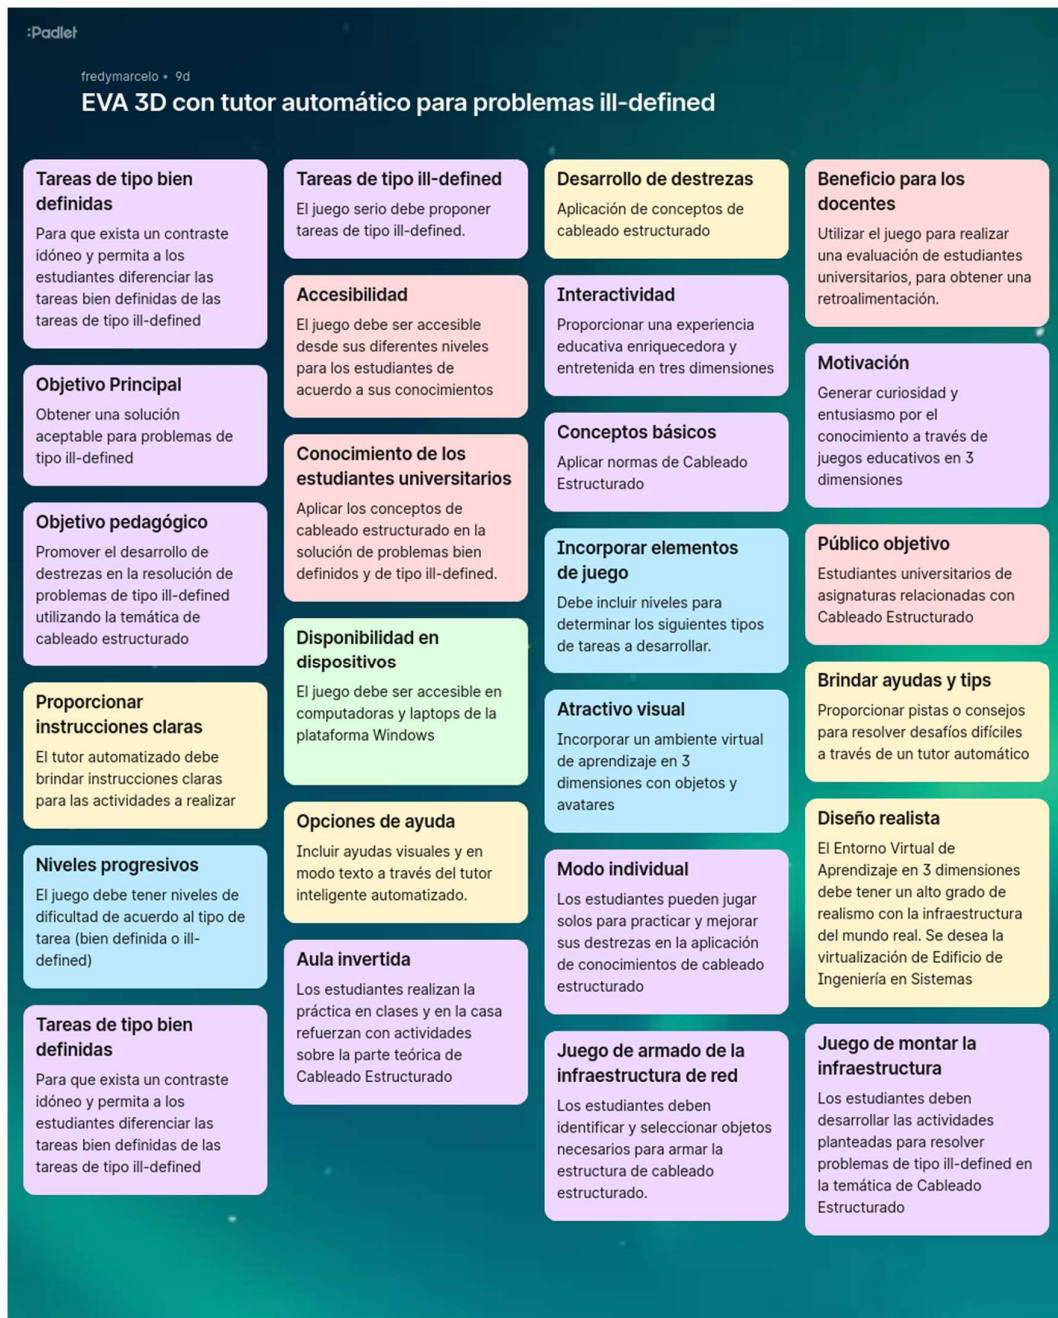 :Padlet
fredymarcelo • 9d
EVA 3D con tutor automático para problemas ill-defined
Tareas de tipo bien
definidas
Para que exista un contraste
idóneo y permita a los
estudiantes diferenciar las
tareas bien definidas de las
tareas de tipo ill-defined
Objetivo Principal
Obtener una solución
aceptable para problemas de
tipo ill-defined
Objetivo pedagógico
Promover el desarrollo de
destrezas en la resolución de
problemas de tipo ill-defined
utilizando la temática de
cableado estructurado
Proporcionar
instrucciones claras
El tutor automatizado debe
brindar instrucciones claras
para las actividades a realizar
Niveles progresivos
El juego debe tener niveles de
dificultad de acuerdo al tipo de
tarea (bien definida o ill-
defined)
Tareas de tipo bien
definidas
Para que exista un contraste
idóneo y permita a los
estudiantes diferenciar las
tareas bien definidas de las
tareas de tipo ill-defined
Tareas de tipo ill-defined
El juego serio debe proponer
tareas de tipo ill-defined.
Accesibilidad
El juego debe ser accesible
desde sus diferentes niveles
para los estudiantes de
acuerdo a sus conocimientos
Conocimiento de los
estudiantes universitarios
Aplicar los conceptos de
cableado estructurado en la
solución de problemas bien
definidos y de tipo ill-defined.
Disponibilidad en
dispositivos
El juego debe ser accesible en
computadoras y laptops de la
plataforma Windows
Opciones de ayuda
Incluir ayudas visuales y en
modo texto a través del tutor
inteligente automatizado.
Aula invertida
Los estudiantes realizan la
práctica en clases y en la casa
refuerzan con actividades
sobre la parte teórica de
Cableado Estructurado
Desarrollo de destrezas
Aplicación de conceptos de
cableado estructurado
Interactividad
Proporcionar una experiencia
educativa enriquecedora y
entretenida en tres dimensiones
Conceptos básicos
Aplicar normas de Cableado
Estructurado
Incorporar elementos
de juego
Debe incluir niveles para
determinar los siguientes tipos
de tareas a desarrollar.
Atractivo visual
Incorporar un ambiente virtual
de aprendizaje en 3
dimensiones con objetos y
avatares
Modo individual
Los estudiantes pueden jugar
solos para practicar y mejorar
sus destrezas en la aplicación
de conocimientos de cableado
estructurado
Juego de armado de la
infraestructura de red
Los estudiantes deben
identificar y seleccionar objetos
necesarios para armar la
estructura de cableado
estructurado.
Beneficio para los
docentes
Utilizar el juego para realizar
una evaluación de estudiantes
universitarios, para obtener una
retroalimentación.
Motivación
Generar curiosidad y
entusiasmo por el
conocimiento a través de
juegos educativos en 3
dimensiones
Público objetivo
Estudiantes universitarios de
asignaturas relacionadas con
Cableado Estructurado
Brindar ayudas y tips
Proporcionar pistas o consejos
para resolver desafíos difíciles
a través de un tutor automático
Diseño realista
El Entorno Virtual de
Aprendizaje en 3 dimensiones
debe tener un alto grado de
realismo con la infraestructura
del mundo real. Se desea la
virtualización de Edificio de
Ingeniería en Sistemas
Juego de montar la
infraestructura
Los estudiantes deben
desarrollar las actividades
planteadas para resolver
problemas de tipo ill-defined en
la temática de Cableado
Estructurado